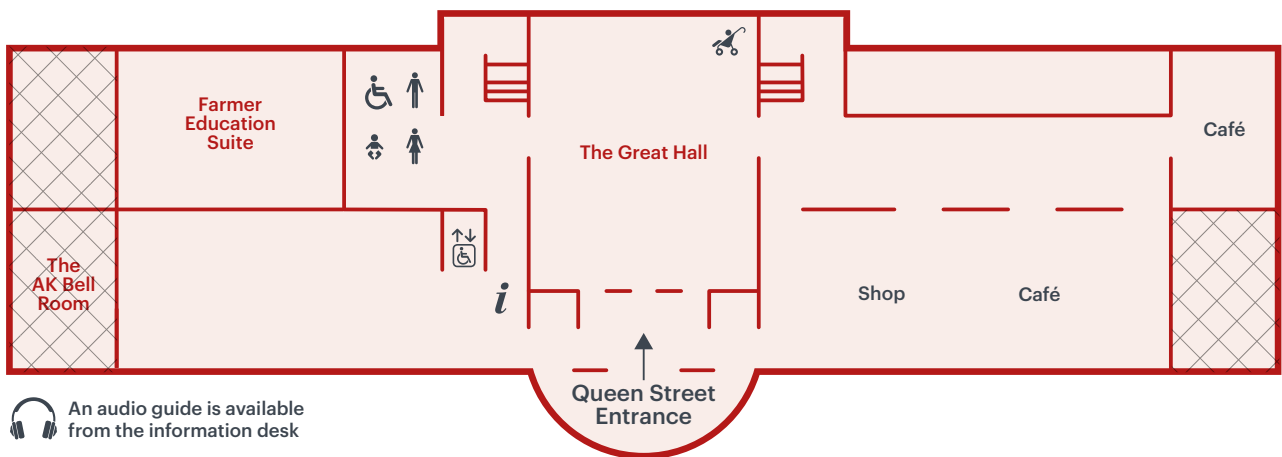 Farmer
Education
Suite
The Great Hall
Café
The
AK Bell
Room
i
Shop
Café
Queen Street
Entrance
An audio guide is available
from the information desk